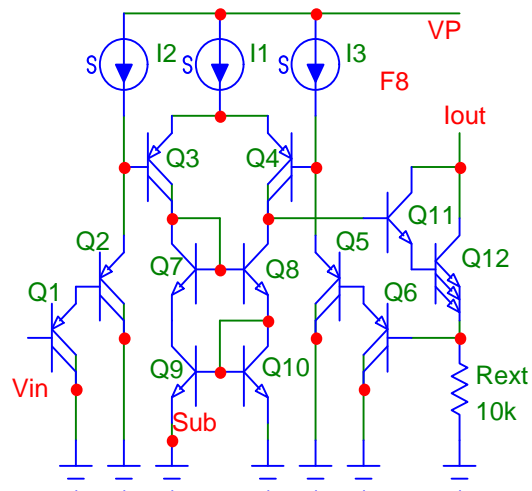 VP
S I2 S I1 S I3
F8
Iout
Q3 Q4
Q11
Q2 Q7 Q8 Q5 Q12
Q1 Q6
Vin Q9 Q10 Rext
Sub 10k